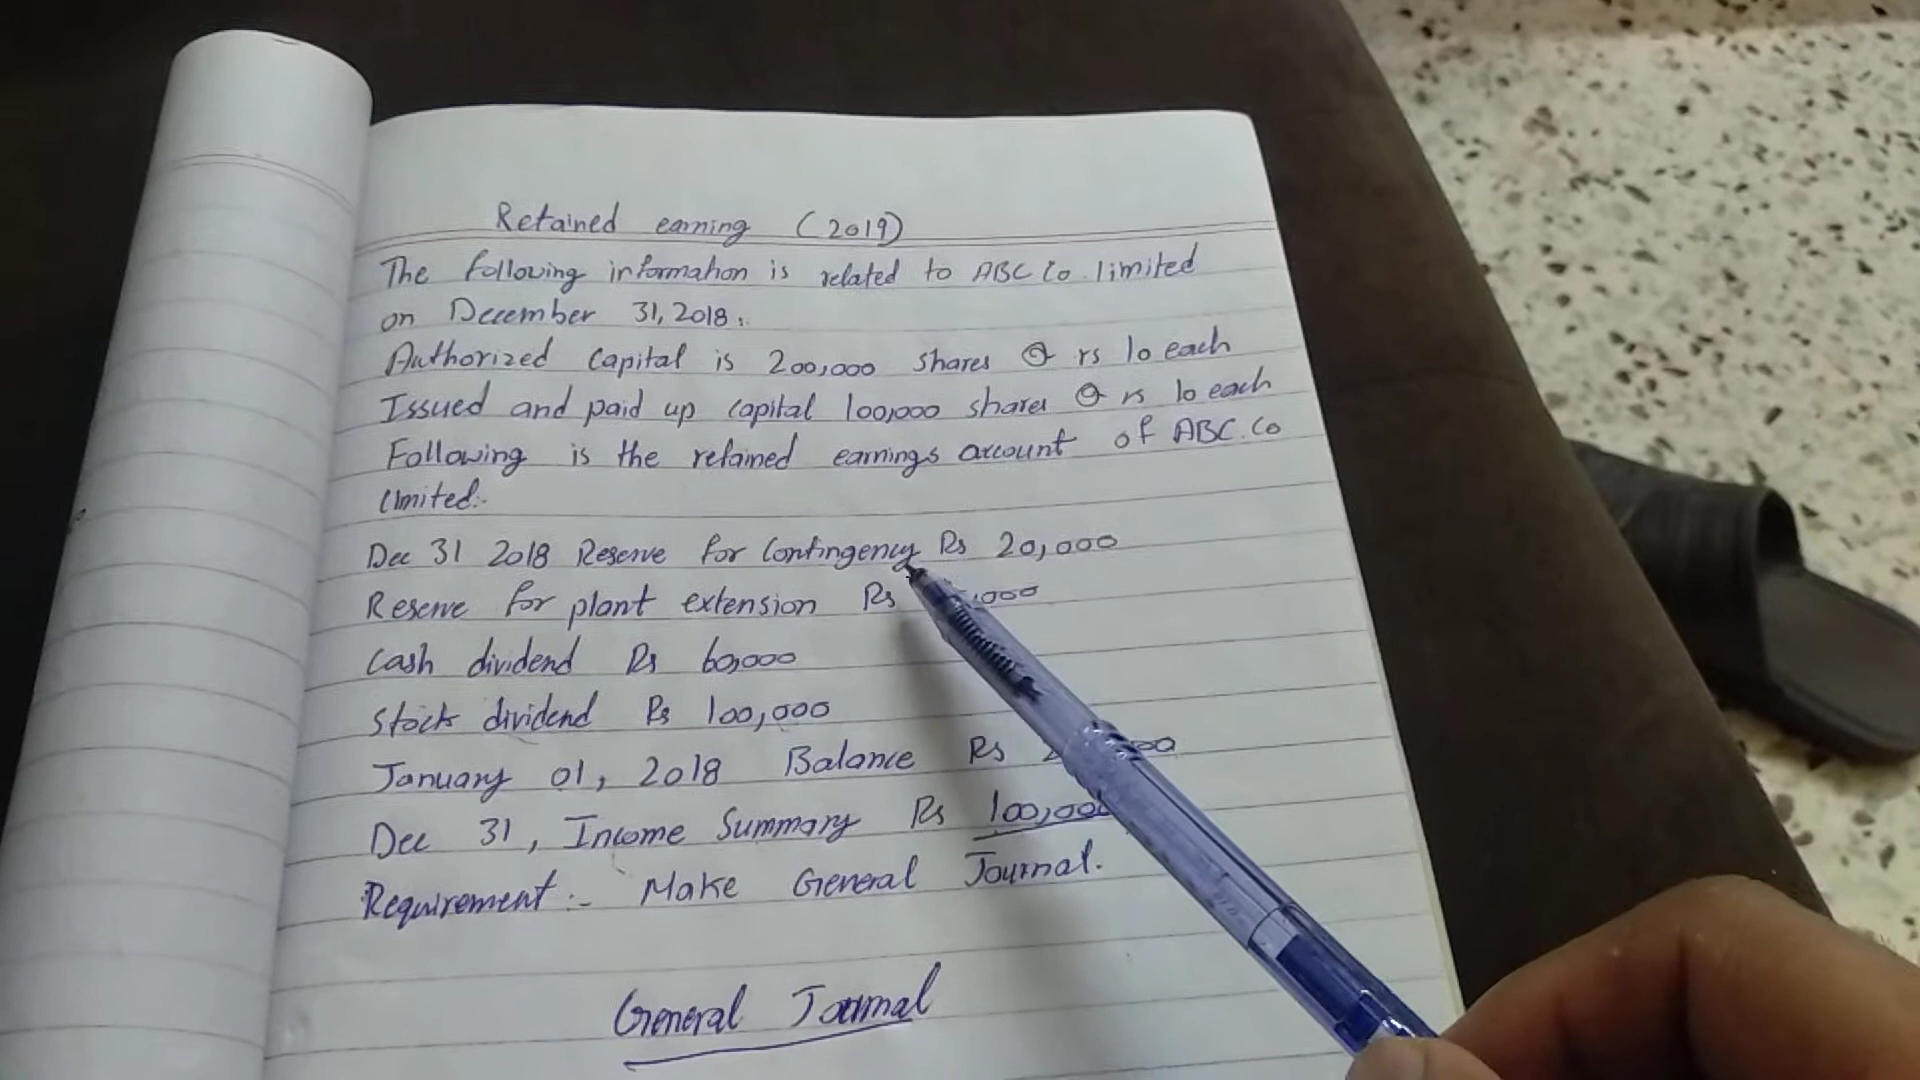 Retained earning (2019)
The following information is related to ABC Co. limited
on December 31, 2018.
Authorized capital is 200,000 shares @ rs 10 each
Issued and paid up capital 100,000 shares @ rs 10 each
Following is the retained earnings account of ABC. Co
limited:-
Dec 31 2018 Reserve for contingency Rs 20,000
Reserve for plant extension Rs
Cash dividend Rs 60,000
Stock dividend Rs 100,000
January 01, 2018 Balance Rs
Dec 31, Income Summary Rs 100,000
Requirement:- Make General Journal.
General Journal